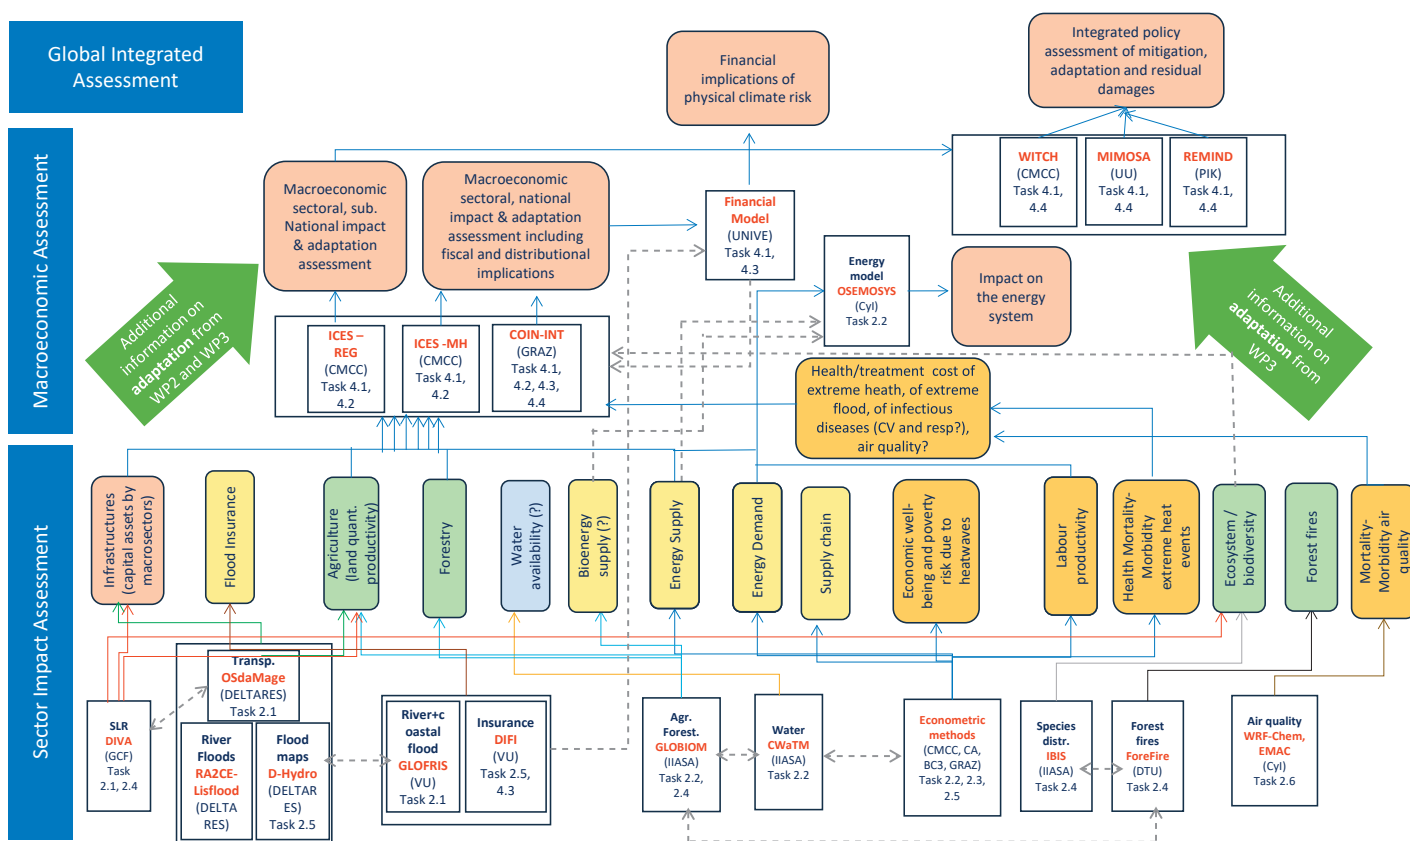 Global Integrated
Assessment
Financial
implications of
physical climate risk
Integrated policy
assessment of mitigation,
adaptation and residual
damages
Macroeconomic Assessment
Macroeconomic
sectoral, sub.
National impact
& adaptation
assessment
Macroeconomic
sectoral, national
impact & adaptation
assessment including
fiscal and distributional
implications
Financial
Model
(UNIVE)
Task 4.1,
4.3
WITCH
(CMCC)
Task 4.1,
4.4
MIMOSA
(UU)
Task 4.1,
4.4
REMIND
(PIK)
Task 4.1,
4.4
Energy
model
OSEMOSYS
(CyI)
Task 2.2
Impact on
the energy
system
Additional
information on
adaptation from
WP2 and WP3
Additional
information on
adaptation from
WP3
ICES –
REG
(CMCC)
Task 4.1,
4.2
ICES -MH
(CMCC)
Task 4.1,
4.2
COIN-INT
(GRAZ)
Task 4.1,
4.2, 4.3,
4.4
Health/treatment cost of
extreme heath, of extreme
flood, of infectious
diseases (CV and resp?),
air quality?
Sector Impact Assessment
Infrastructures
(capital assets by
macrosectors)
Flood Insurance
Agriculture
(land quant.
productivity)
Forestry
Water
availability (?)
Bioenergy
supply (?)
Energy Supply
Energy Demand
Supply chain
Economic well-
being and poverty
risk due to
heatwaves
Labour
productivity
Health Mortality-
Morbidity
extreme heat
events
Ecosystem /
biodiversity
Forest fires
Mortality-
Morbidity air
quality
SLR
DIVA
(GCF)
Task
2.1, 2.4
Transp.
OSdaMage
(DELTARES)
Task 2.1
River
Floods
RA2CE-
Lisflood
(DELTA
RES)
Flood
maps
D-Hydro
(DELTAR
ES)
Task 2.5
River+c
oastal
flood
GLOFRIS
(VU)
Task 2.1
Insurance
DIFI
(VU)
Task 2.5,
4.3
Agr.
Forest.
GLOBIOM
(IIASA)
Task 2.2,
2.4
Water
CWaTM
(IIASA)
Task 2.2
Econometric
methods
(CMCC, CA,
BC3, GRAZ)
Task 2.2, 2.3,
2.5
Species
distr.
IBIS
(IIASA)
Task 2.4
Forest
fires
ForeFire
(DTU)
Task 2.4
Air quality
WRF-Chem,
EMAC
(CyI)
Task 2.6